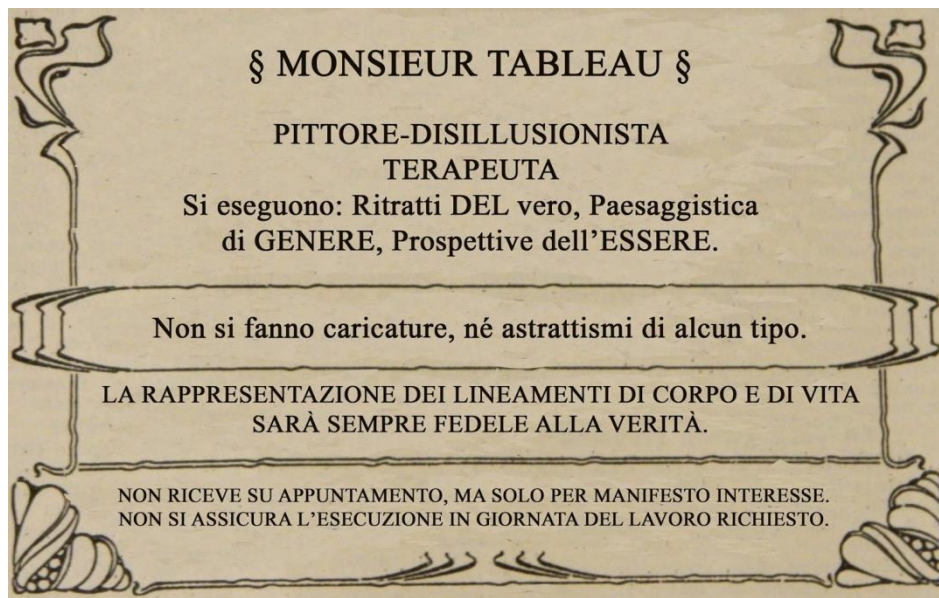 § MONSIEUR TABLEAU §
PITTORE-DISILLUSIONISTA
TERAPEUTA
Si eseguono: Ritratti DEL vero, Paesaggistica
di GENERE, Prospettive dell’ESSERE.
Non si fanno caricature, né astrattismi di alcun tipo.
LA RAPPRESENTAZIONE DEI LINEAMENTI DI CORPO E DI VITA
SARÀ SEMPRE FEDELE ALLA VERITÀ.
NON RICEVE SU APPUNTAMENTO, MA SOLO PER MANIFESTO INTERESSE.
NON SI ASSICURA L’ESECUZIONE IN GIORNATA DEL LAVORO RICHIESTO.